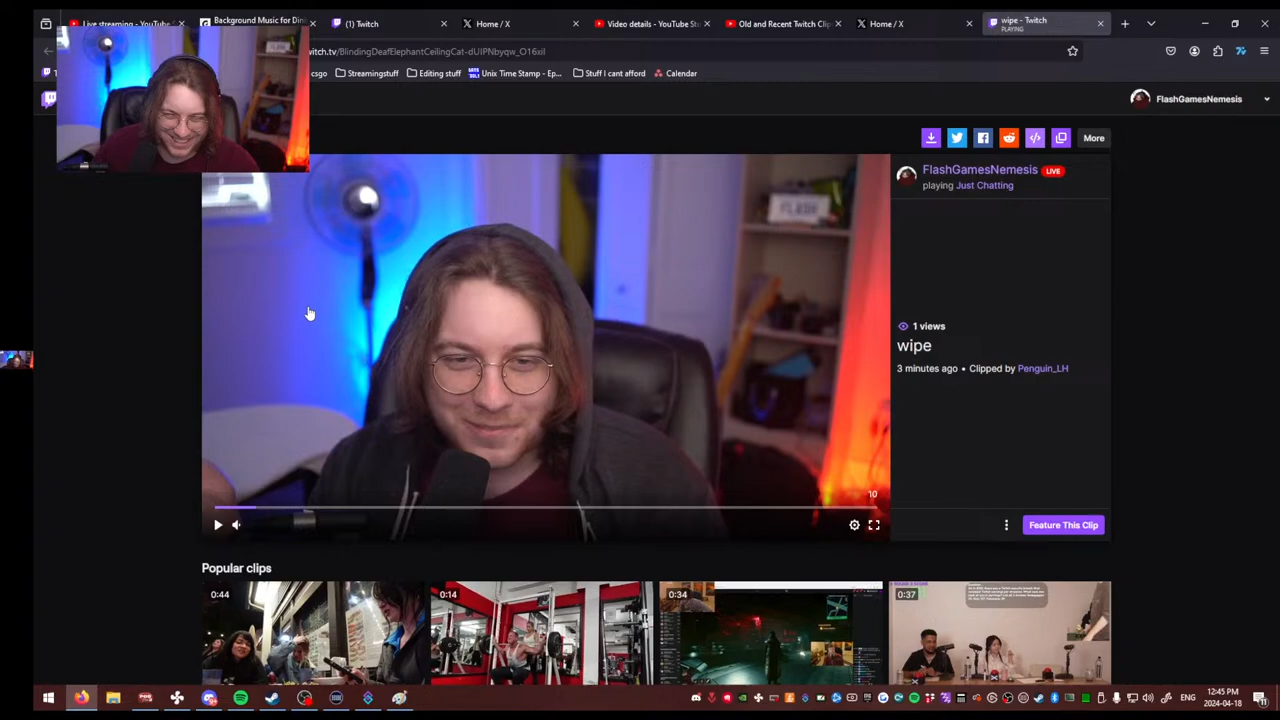 Live streaming - YouTube S
Background Music for Din
(1) Twitch
Home / X
Video details - YouTube Stu
Old and Recent Twitch Clip
Home / X
wipe - Twitch
PLAYING
witch.tv/BlindingDeafElephantCeilingCat-dUIPNbyqw_O16xiI
csgo
Streamingstuff
Editing stuff
Unix Time Stamp - Ep...
Stuff I cant afford
Calendar
FlashGamesNemesis
More
FlashGamesNemesis LIVE
playing Just Chatting
FLASH
1 views
wipe
3 minutes ago • Clipped by Penguin_LH
10
Feature This Clip
Popular clips
0:44
0:14
0:34
0:37
ENG
12:45 PM
2024-04-18